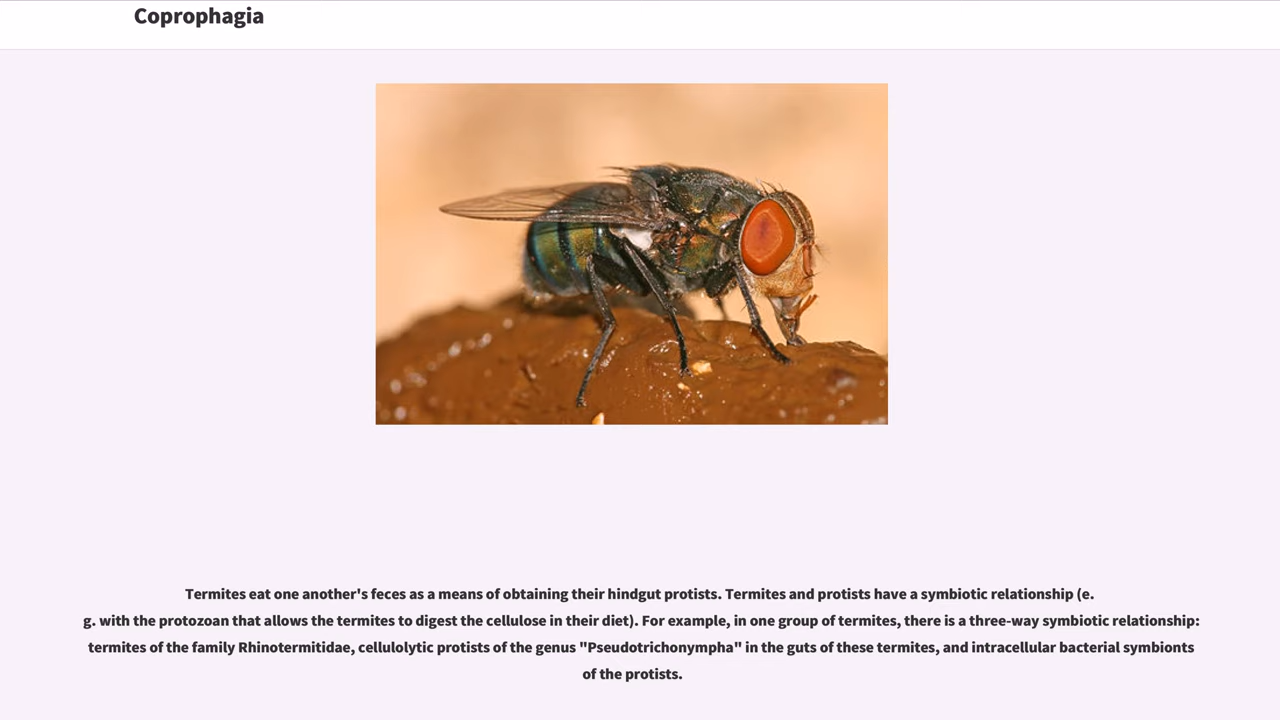 Coprophagia
Termites eat one another's feces as a means of obtaining their hindgut protists. Termites and protists have a symbiotic relationship (e.
g. with the protozoan that allows the termites to digest the cellulose in their diet). For example, in one group of termites, there is a three-way symbiotic relationship:
termites of the family Rhinotermitidae, cellulolytic protists of the genus "Pseudotrichonympha" in the guts of these termites, and intracellular bacterial symbionts
of the protists.